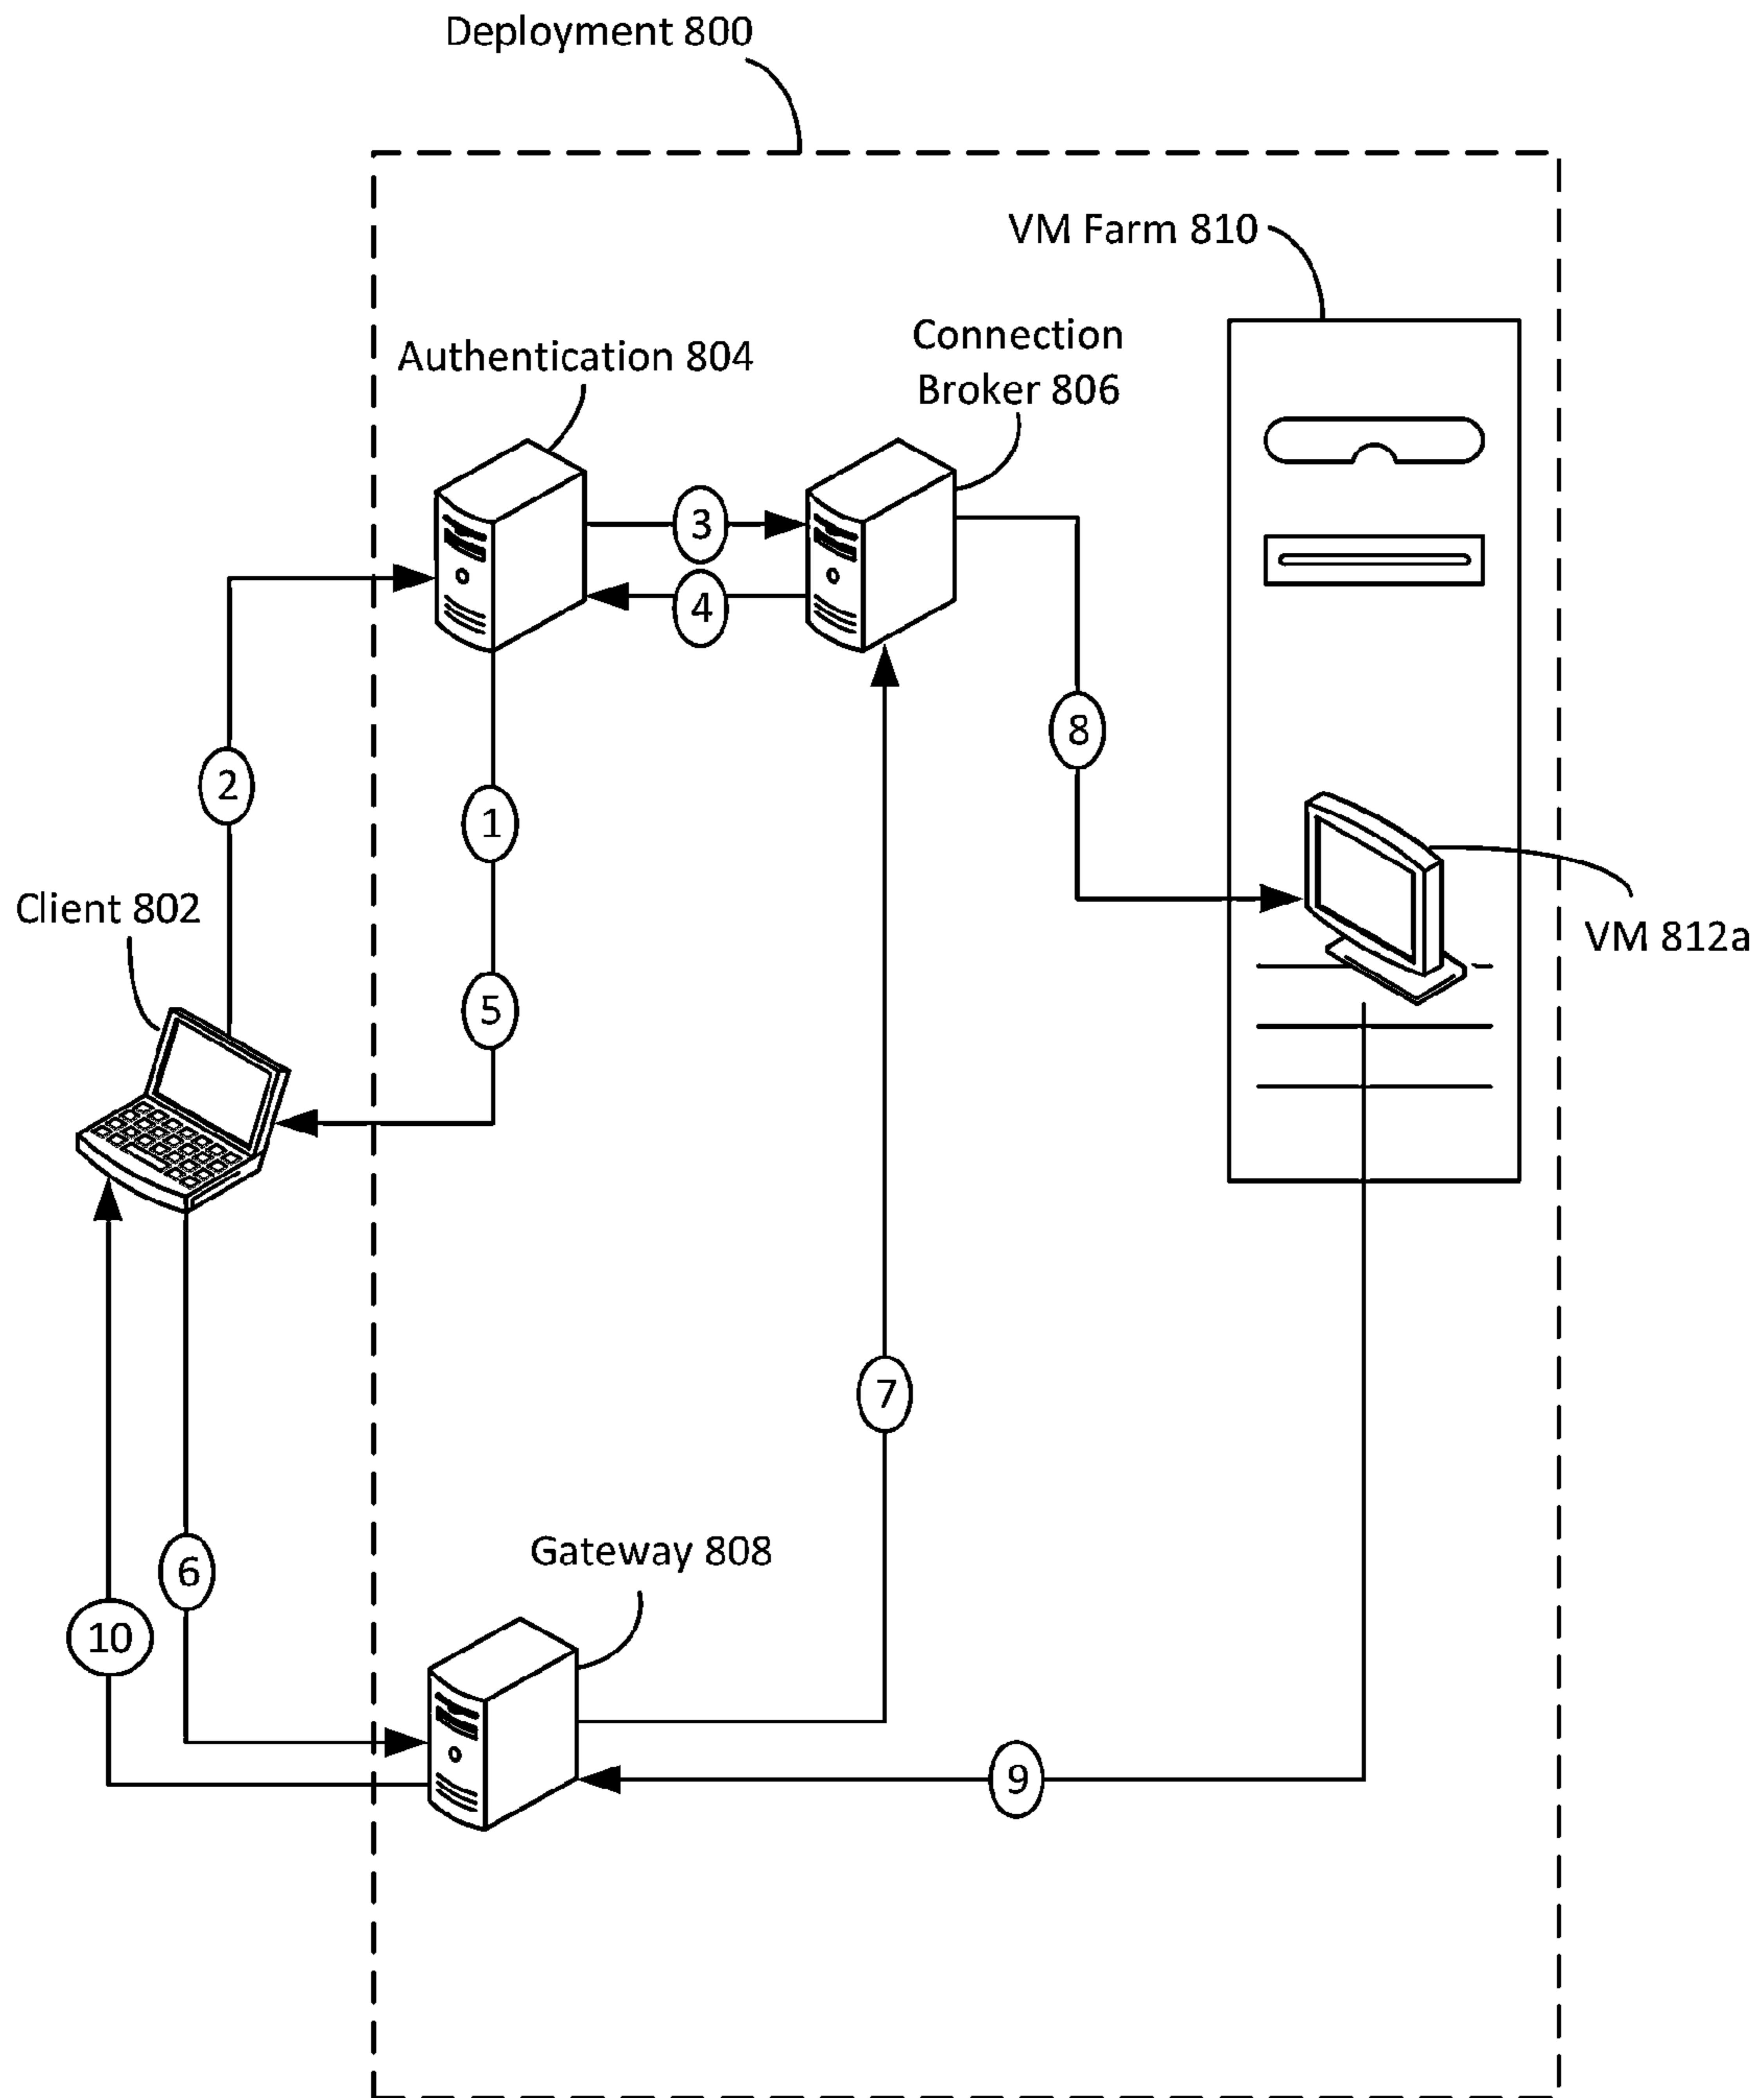 Deployment 800
VM Farm 810
Connection
Broker 806
Authentication 804
3
4
8
2
1
Client 802
VM 812a
5
7
Gateway 808
6
10
9